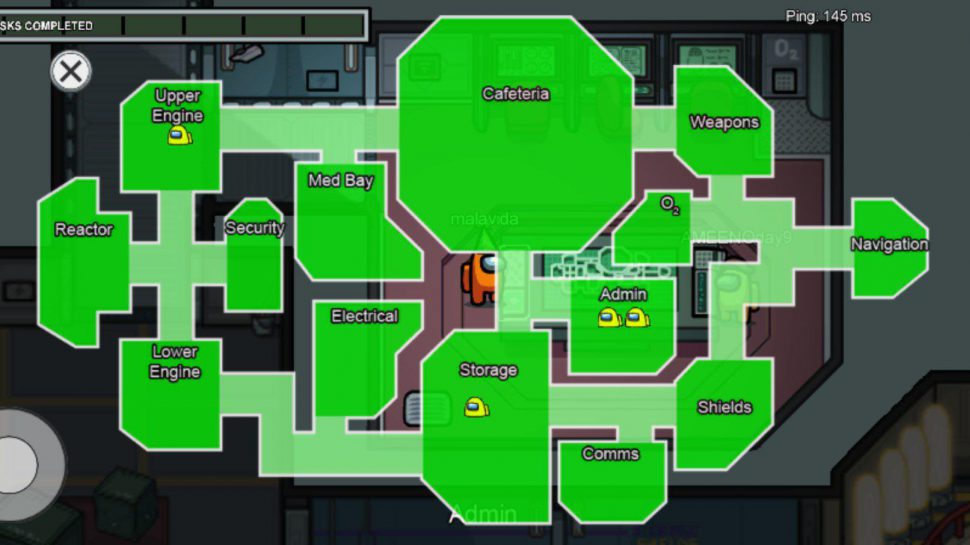 SKS COMPLETED
Ping: 145 ms
O2
Cafeteria
Upper
Engine
Weapons
Med Bay
O2
malavida
Reactor
Security
AMEENOday9
Navigation
Admin
Electrical
Lower
Engine
Storage
Shields
Comms
Admin